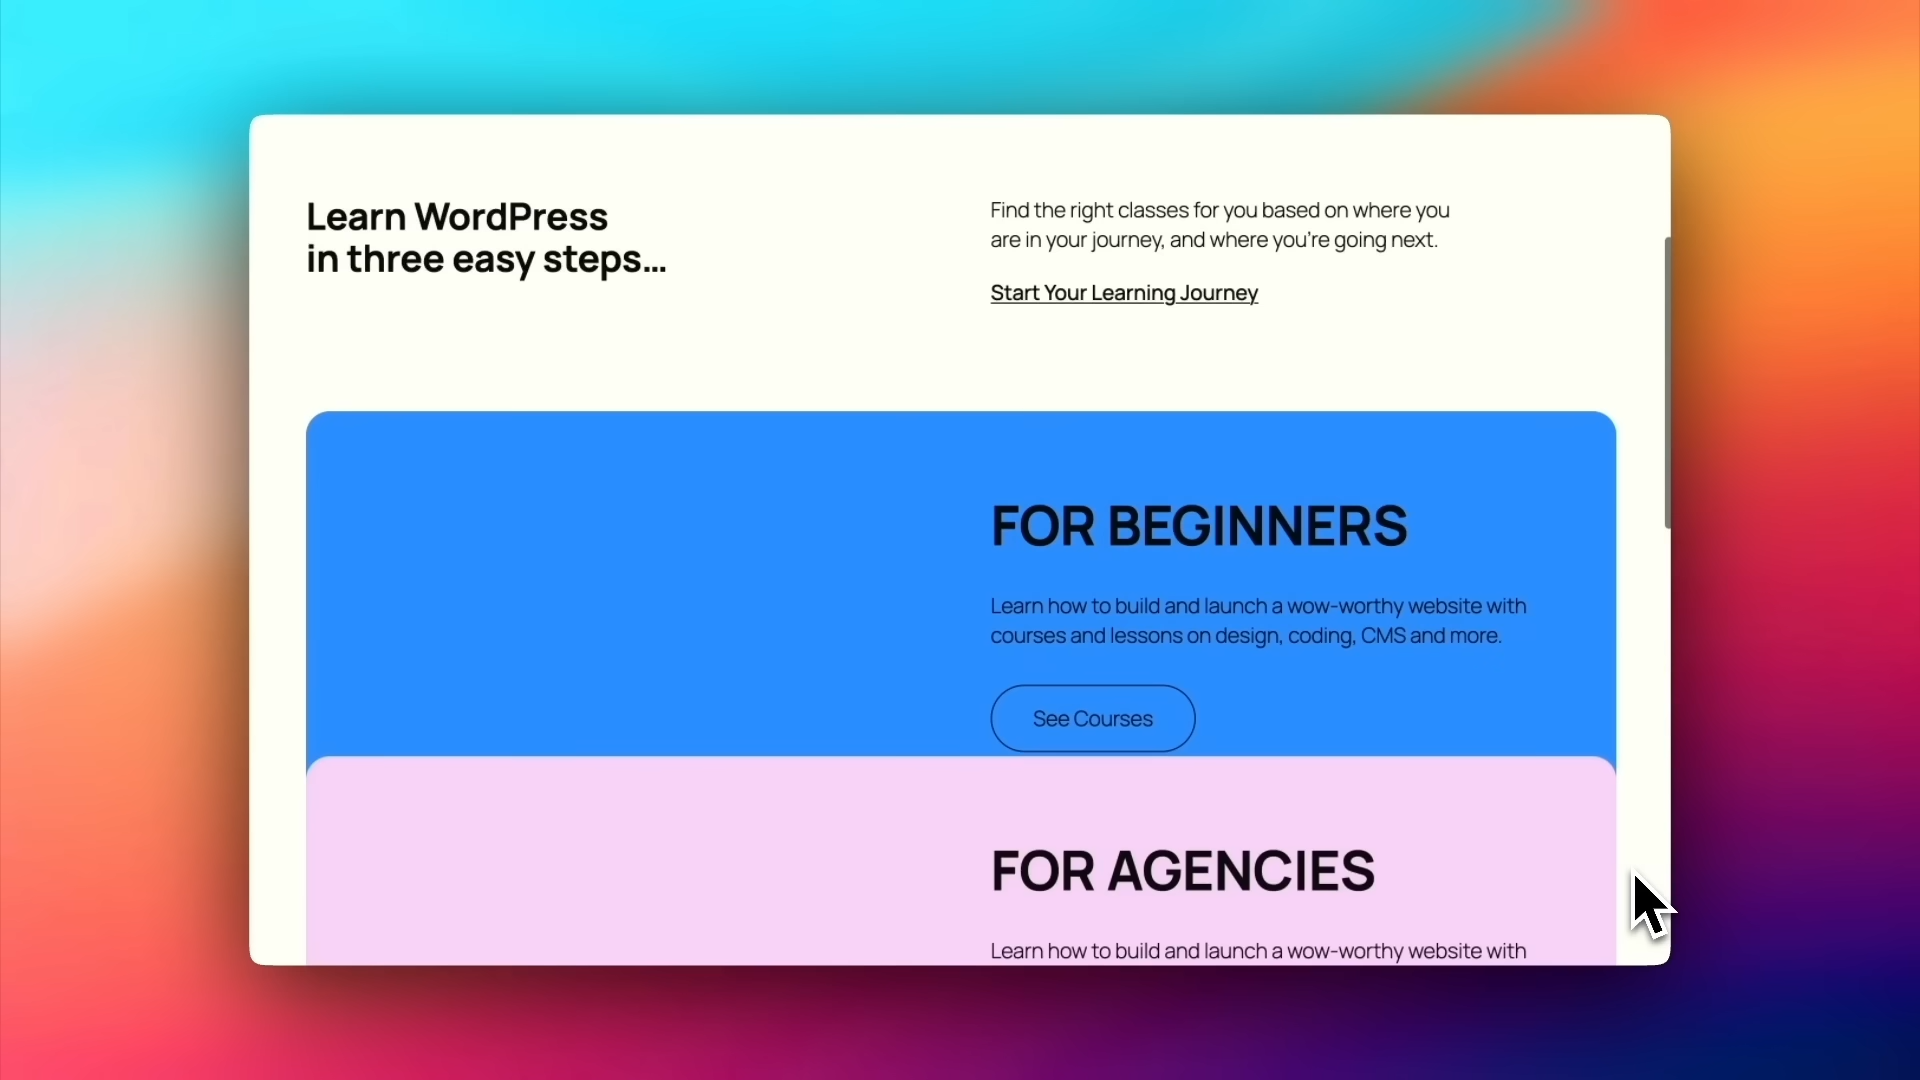 Learn WordPress
in three easy steps...
Find the right classes for you based on where you
are in your journey, and where you're going next.
Start Your Learning Journey
FOR BEGINNERS
Learn how to build and launch a wow-worthy website with
courses and lessons on design, coding, CMS and more.
See Courses
FOR AGENCIES
Learn how to build and launch a wow-worthy website with